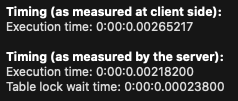 Timing (as measured at client side):
Execution time: 0:00:0.00265217
Timing (as measured by the server):
Execution time: 0:00:0.00218200
Table lock wait time: 0:00:0.00023800